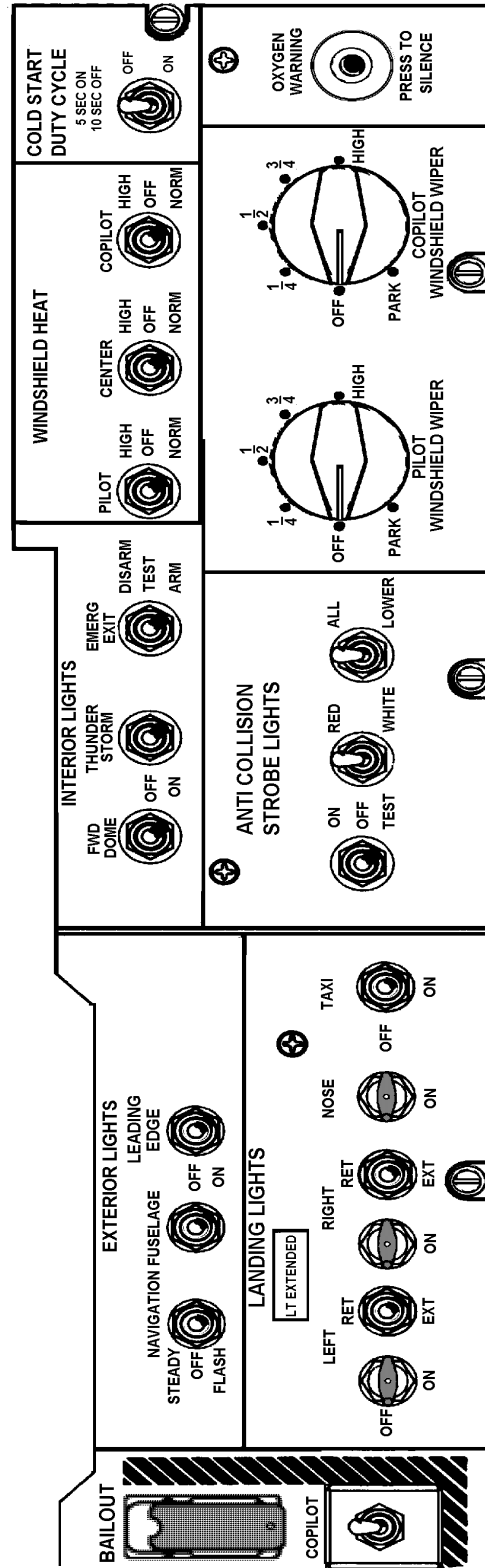 BAILOUT
COPILOT
EXTERIOR LIGHTS
NAVIGATION FUSELAGE
LEADING
EDGE
STEADY
OFF
FLASH
OFF
ON
LANDING LIGHTS
LT EXTENDED
LEFT
RIGHT
NOSE
TAXI
RET
RET
OFF
OFF
ON
EXT
ON
EXT
ON
ON
INTERIOR LIGHTS
FWD
DOME
THUNDER
STORM
EMERG
EXIT
OFF
ON
DISARM
TEST
ARM
ANTI COLLISION
STROBE LIGHTS
ON
OFF
TEST
RED
WHITE
ALL
LOWER
WINDSHIELD HEAT
PILOT
CENTER
COPILOT
HIGH
OFF
NORM
HIGH
OFF
NORM
HIGH
OFF
NORM
COLD START
DUTY CYCLE
5 SEC ON
10 SEC OFF
OFF
ON
1/4
1/2
3/4
OFF
HIGH
PARK
PILOT
WINDSHIELD WIPER
1/4
1/2
3/4
OFF
HIGH
PARK
COPILOT
WINDSHIELD WIPER
OXYGEN
WARNING
PRESS TO
SILENCE